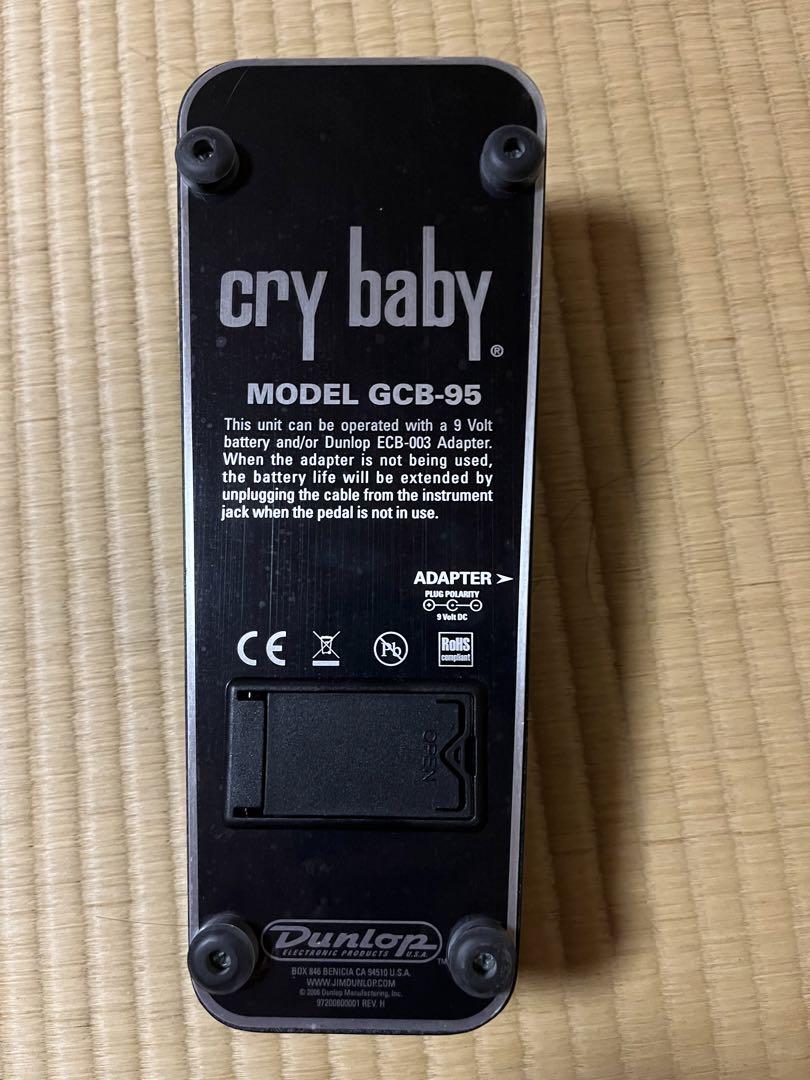 cry baby
®
MODEL GCB-95
This unit can be operated with a 9 Volt
battery and/or Dunlop ECB-003 Adapter.
When the adapter is not being used,
the battery life will be extended by
unplugging the cable from the instrument
jack when the pedal is not in use.
ADAPTER
PLUG POLARITY
9 Volt DC
CE
Pb
RoHS
compliant
OPEN
Dunlop
ELECTRONIC PRODUCTS U.S.A.
TM
BOX 846 BENICIA CA 94510 U.S.A.
WWW.JIMDUNLOP.COM
© 2006 Dunlop Manufacturing, Inc.
97200800001 REV. H